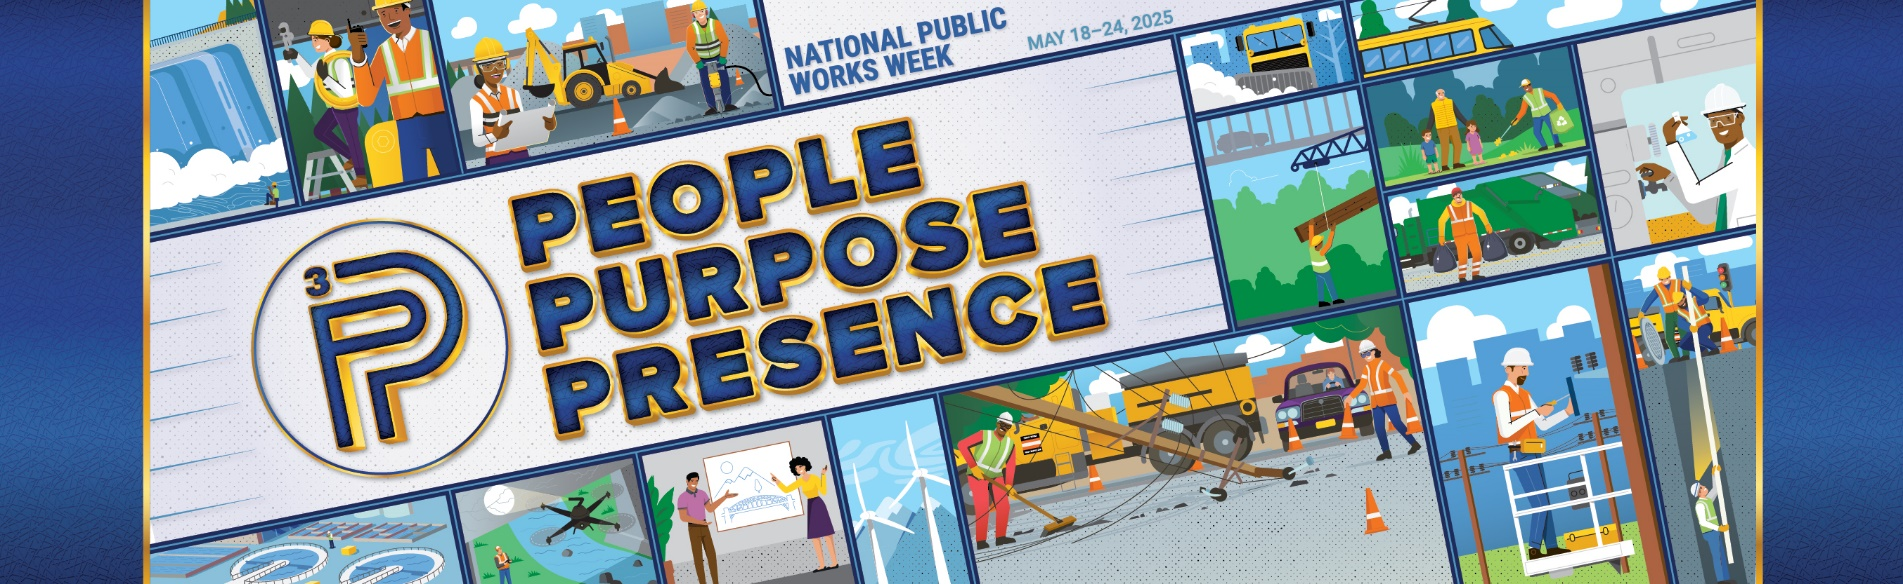 NATIONAL PUBLIC
WORKS WEEK
MAY 18–24, 2025
3
P
PEOPLE
PURPOSE
PRESENCE